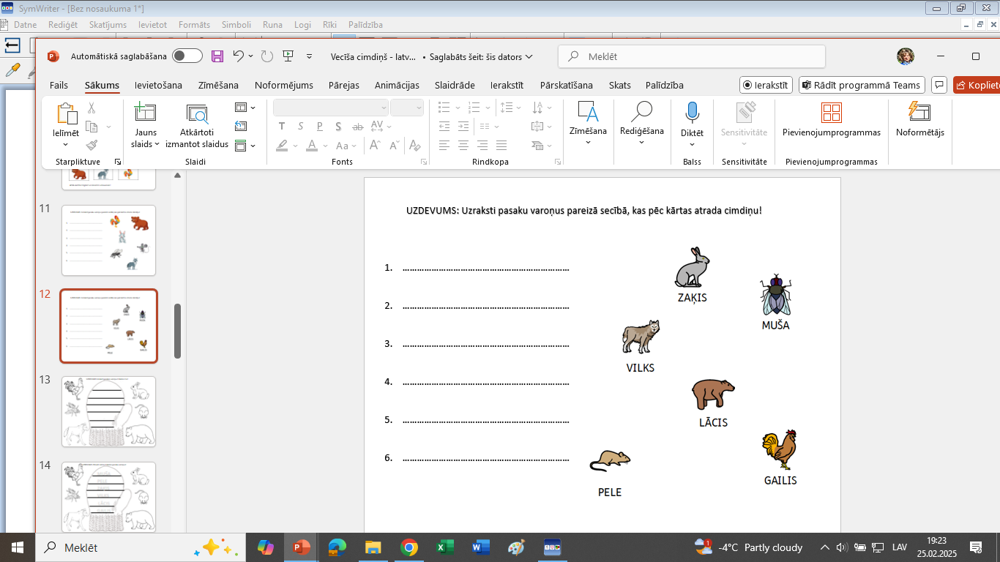 SymWriter - [Bez nosaukuma 1*]
Datne Rediģēt Skatījums Ievietot Formāts Simboli Runa Logi Rīki Palīdzība
Automātiskā saglabāšana Vecīša cimdiņš - latv... • Saglabāts šeit: šis dators Meklēt
Fails Sākums Ievietošana Zīmēšana Noformējums Pārejas Animācijas Slaidrāde Ierakstīt Pārskatīšana Skats Palīdzība Ierakstīt Rādīt programmā Teams Kopliet
Ielīmēt Jauns slaids Atkārtoti izmantot slaidus Zīmēšana Rediģēšana Diktēt Sensitivitāte Pievienojumprogrammas Noformētājs
Starpliktuve Slaidi Fonts Rindkopa Balss Sensitivitāte Pievienojumprogrammas
11
12
13
14
UZDEVUMS: Uzraksti pasaku varoņus pareizā secībā, kas pēc kārtas atrada cimdiņu!
1. ....................................................................
ZAĶIS
2. ....................................................................
MUŠA
3. ....................................................................
VILKS
4. ....................................................................
5. ....................................................................
LĀCIS
6. ....................................................................
GAILIS
PELE
Meklēt
-4°C Partly cloudy LAV 19:23
25.02.2025